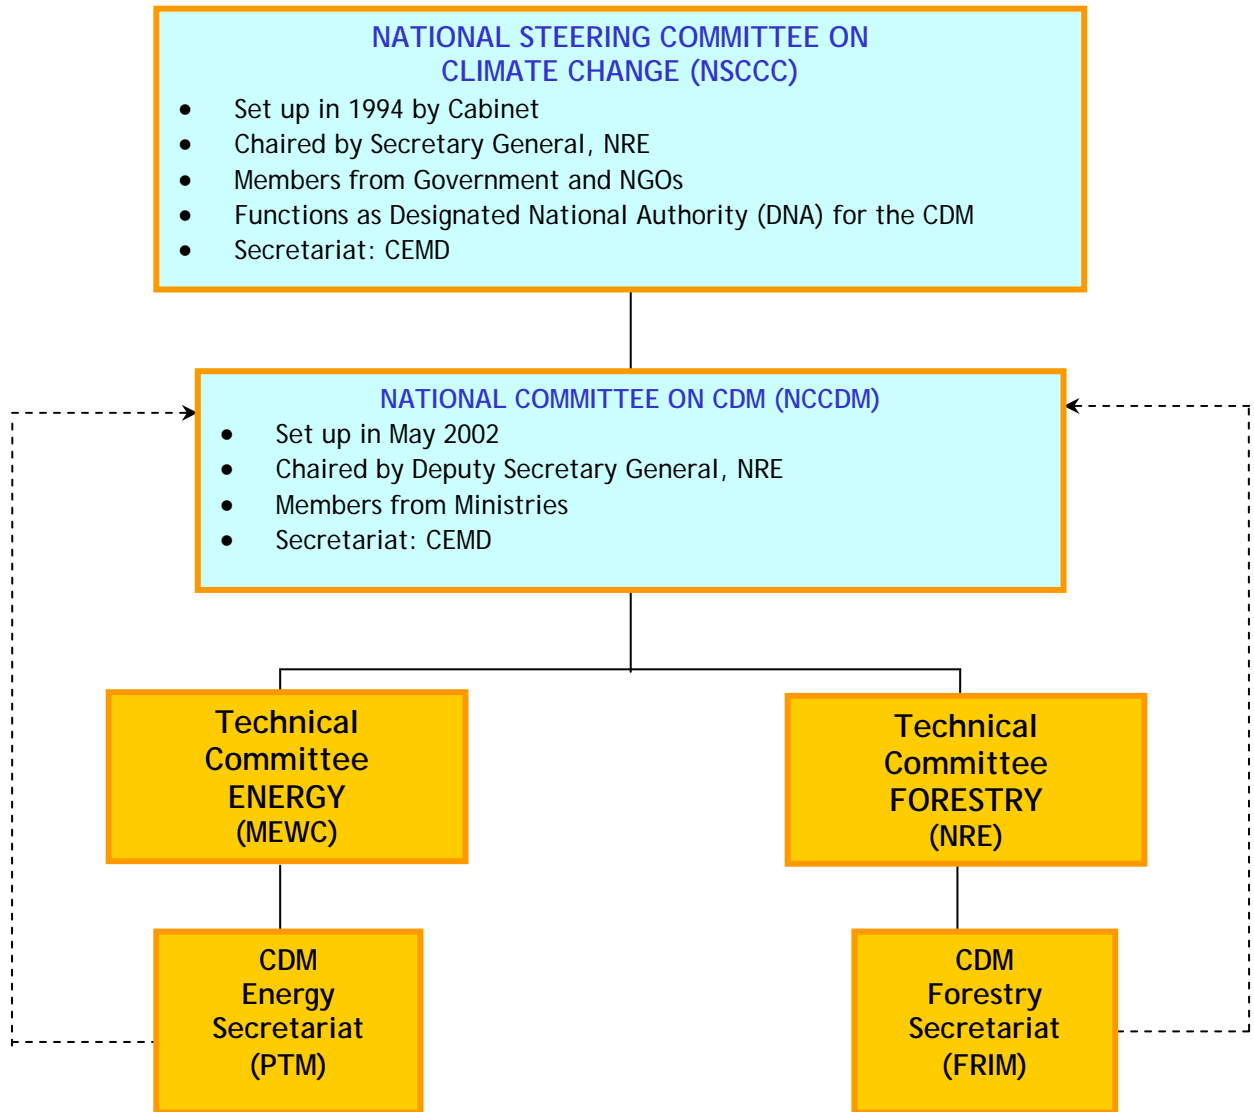 NATIONAL STEERING COMMITTEE ON
CLIMATE CHANGE (NSCCC)
• Set up in 1994 by Cabinet
• Chaired by Secretary General, NRE
• Members from Government and NGOs
• Functions as Designated National Authority (DNA) for the CDM
• Secretariat: CEMD
NATIONAL COMMITTEE ON CDM (NCCDM)
• Set up in May 2002
• Chaired by Deputy Secretary General, NRE
• Members from Ministries
• Secretariat: CEMD
Technical
Committee
ENERGY
(MEWC)
Technical
Committee
FORESTRY
(NRE)
CDM
Energy
Secretariat
(PTM)
CDM
Forestry
Secretariat
(FRIM)